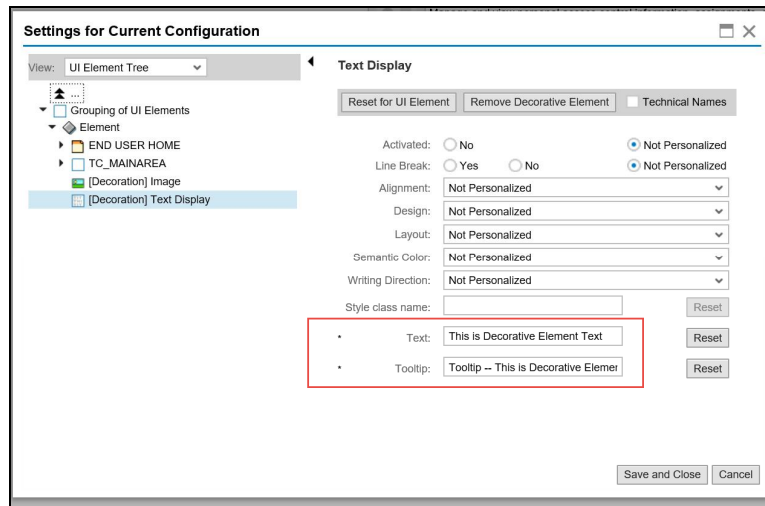 Settings for Current Configuration
View: UI Element Tree
...
Grouping of UI Elements
Element
END USER HOME
TC_MAINAREA
[Decoration] Image
[Decoration] Text Display
Text Display
Reset for UI Element Remove Decorative Element Technical Names
Activated: No Not Personalized
Line Break: Yes No Not Personalized
Alignment: Not Personalized
Design: Not Personalized
Layout: Not Personalized
Semantic Color: Not Personalized
Writing Direction: Not Personalized
Style class name: Reset
* Text: This is Decorative Element Text Reset
* Tooltip: Tooltip -- This is Decorative Elemer Reset
Save and Close Cancel